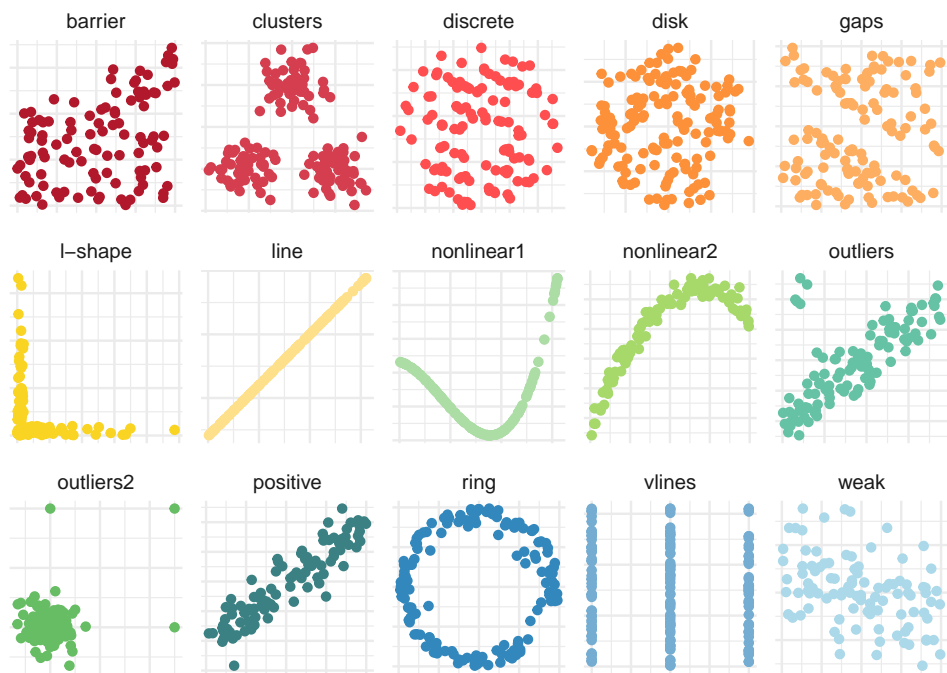 barrier
clusters
discrete
disk
gaps
l−shape
line
nonlinear1
nonlinear2
outliers
outliers2
positive
ring
vlines
weak